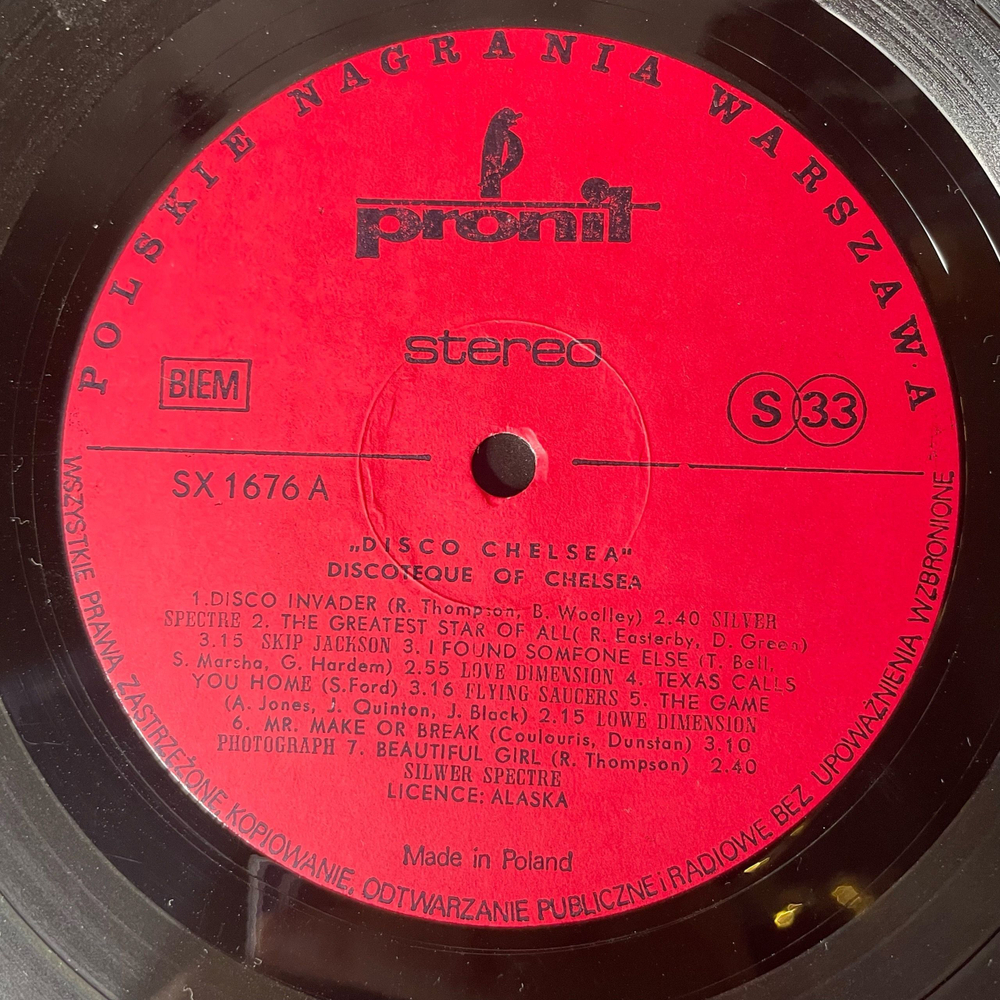 POLSKIE NAGRANIA WARSZAWA
pronit
stereo
BIEM
S 33
SX 1676 A
„DISCO CHELSEA"
DISCOTEQUE OF CHELSEA
1.DISCO INVADER (R. Thompson, B. Woolley) 2.40 SILVER
SPECTRE 2. THE GREATEST STAR OF ALL( R. Easterby, D. Green)
3.15 SKIP JACKSON 3. I FOUND SOMFONE ELSE (T. Bell,
S. Marsha, G. Hardem) 2.55 LOVE DIMENSION 4. TEXAS CALLS
YOU HOME (S.Ford) 3.16 FLYING SAUCERS 5. THE GAME
(A. Jones, J. Quinton, J. Black) 2.15 LOWE DIMENSION
6. MR. MAKE OR BREAK (Coulouris, Dunstan) 3.10
PHOTOGRAPH 7. BEAUTIFUL GIRL (R. Thompson) 2.40
SILWER SPECTRE
LICENCE: ALASKA
Made in Poland
WSZYSTKIE PRAWA ZASTRZEŻONE, KOPIOWANIE, ODTWARZANIE PUBLICZNE i RADIOWE BEZ UPOWAŻNIENIA WZBRONIONE